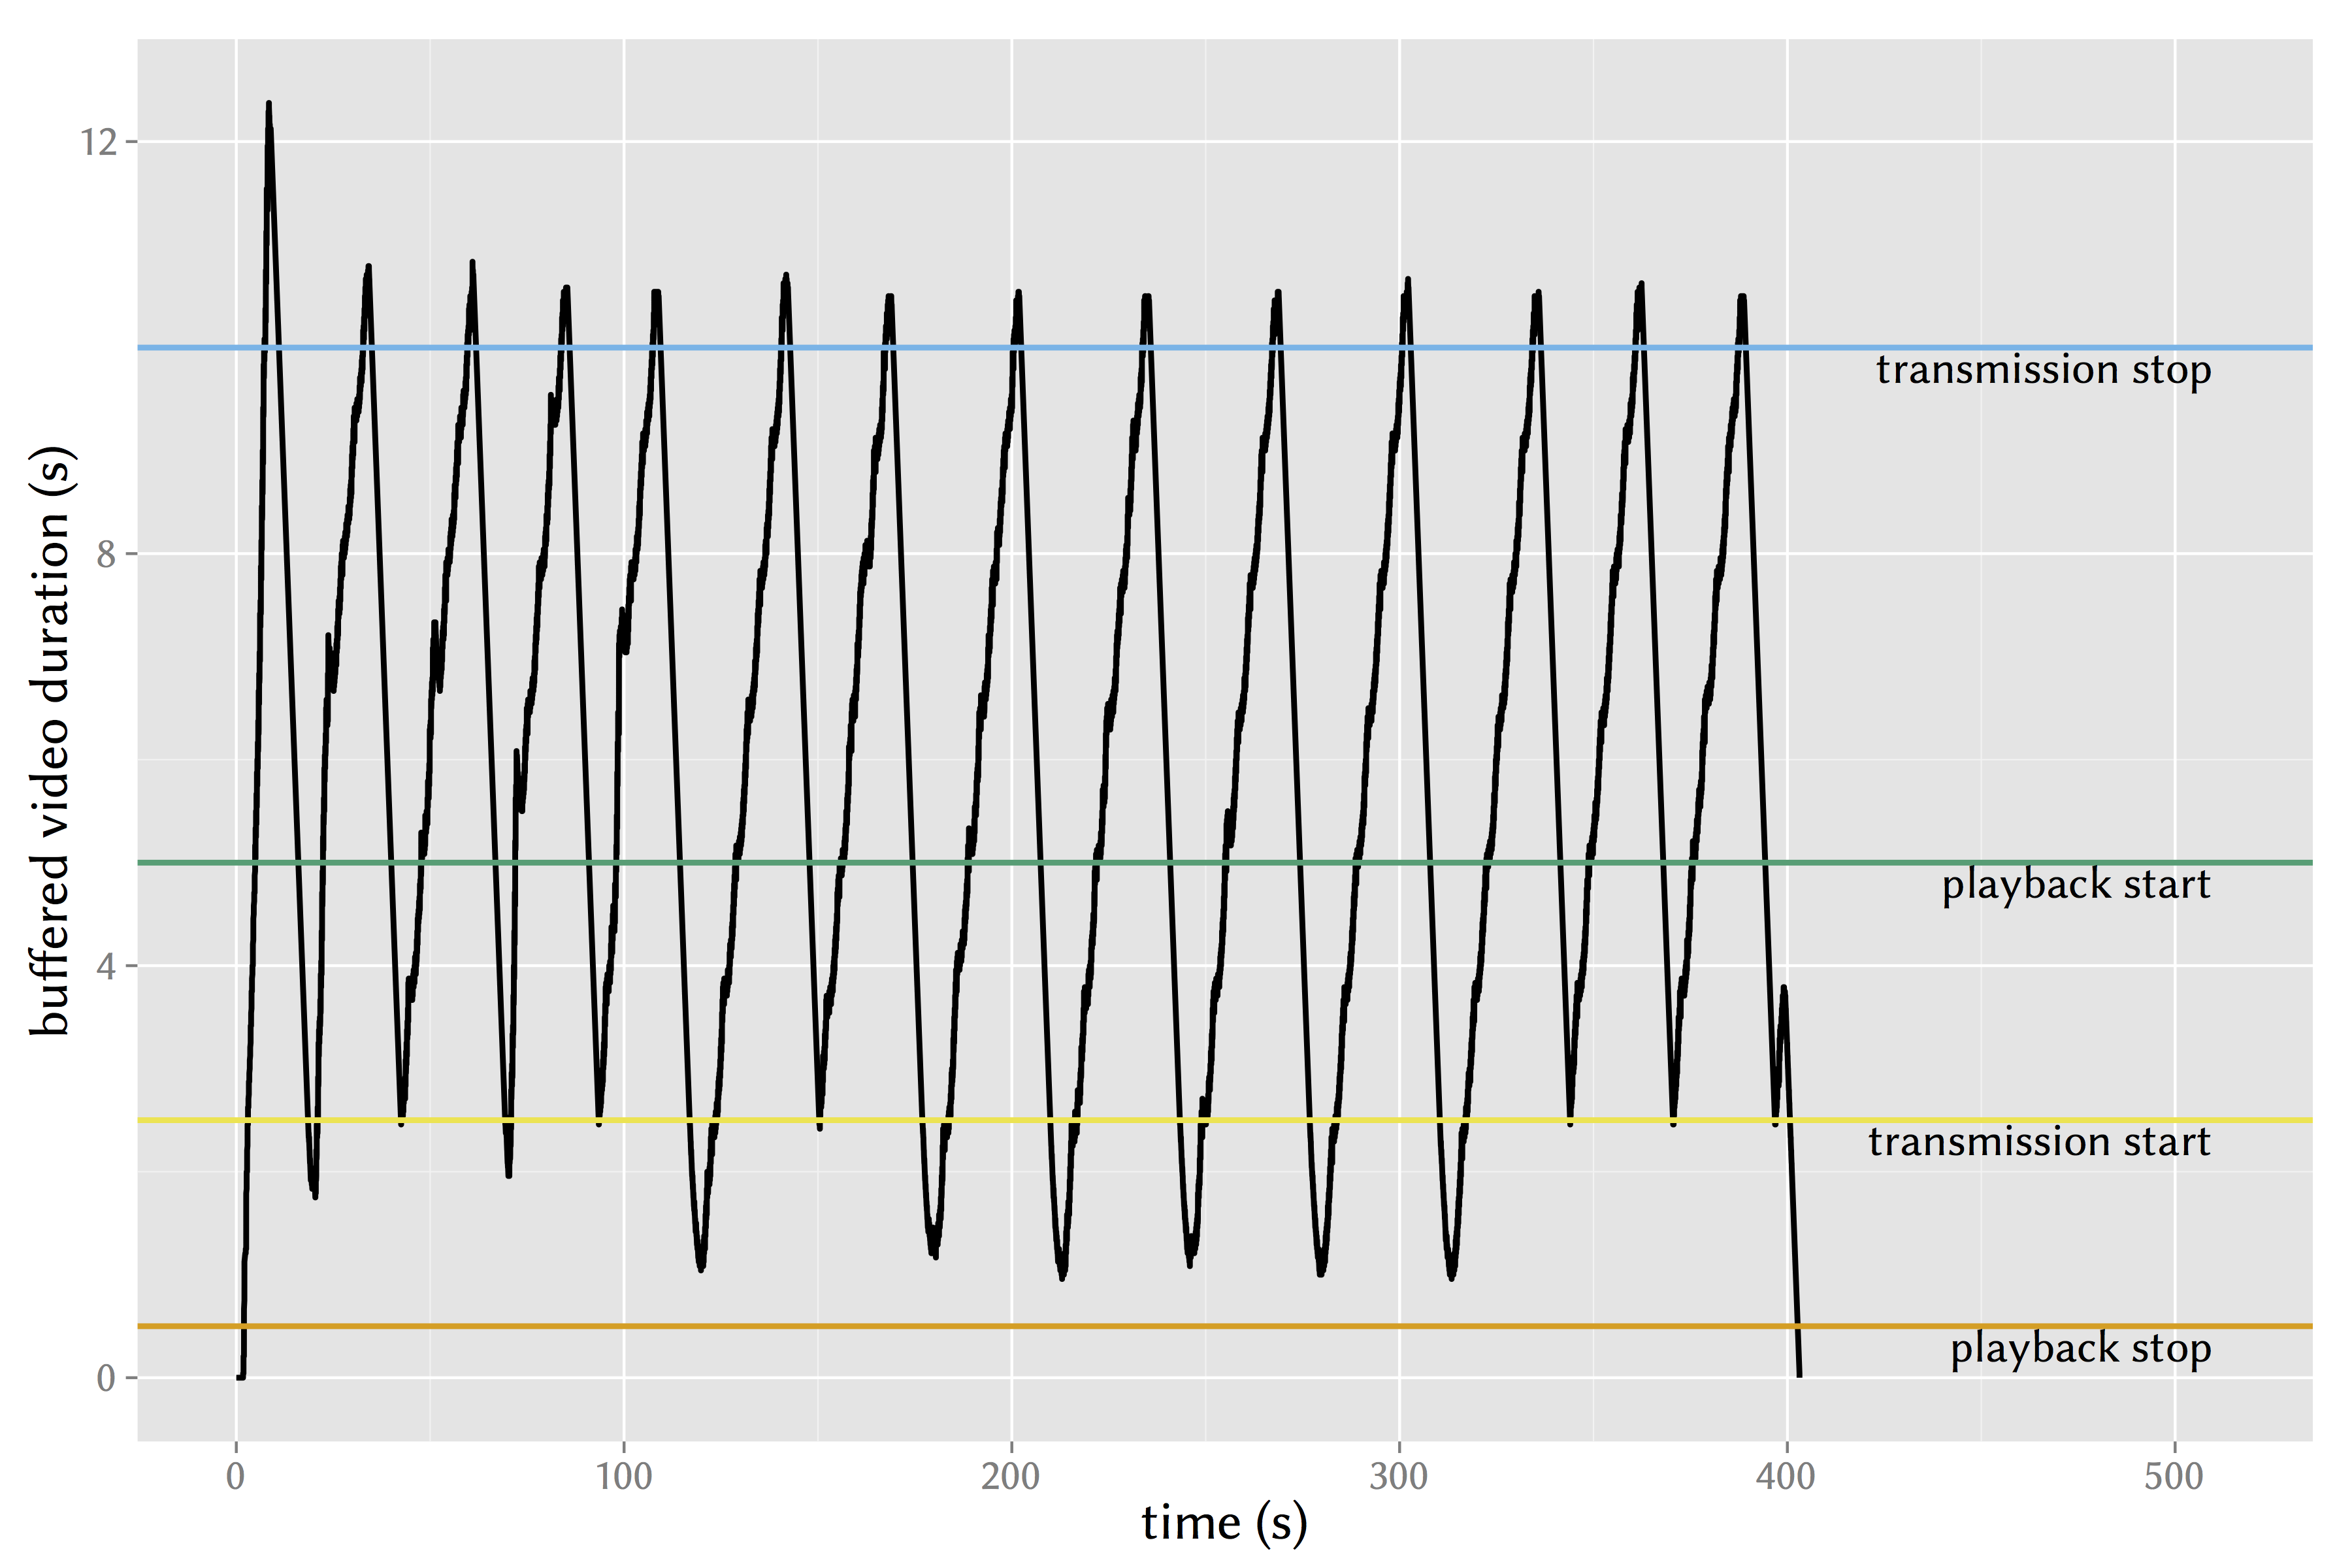 12
transmission stop
8
buffered video duration (s)
playback start
4
transmission start
playback stop
0
0 100 200 300 400 500
time (s)